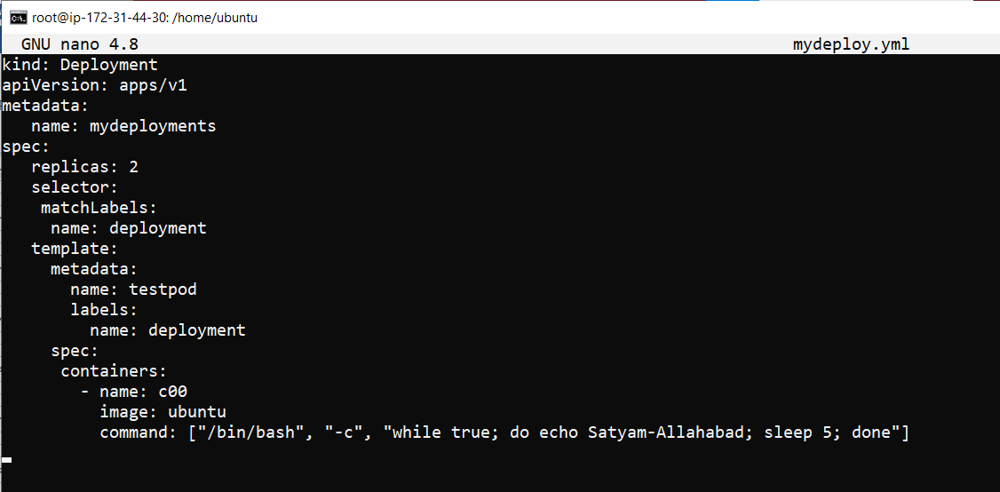 root@ip-172-31-44-30: /home/ubuntu
GNU nano 4.8 mydeploy.yml
kind: Deployment
apiVersion: apps/v1
metadata:
   name: mydeployments
spec:
   replicas: 2
   selector:
    matchLabels:
     name: deployment
   template:
     metadata:
       name: testpod
       labels:
         name: deployment
     spec:
      containers:
        - name: c00
          image: ubuntu
          command: ["/bin/bash", "-c", "while true; do echo Satyam-Allahabad; sleep 5; done"]